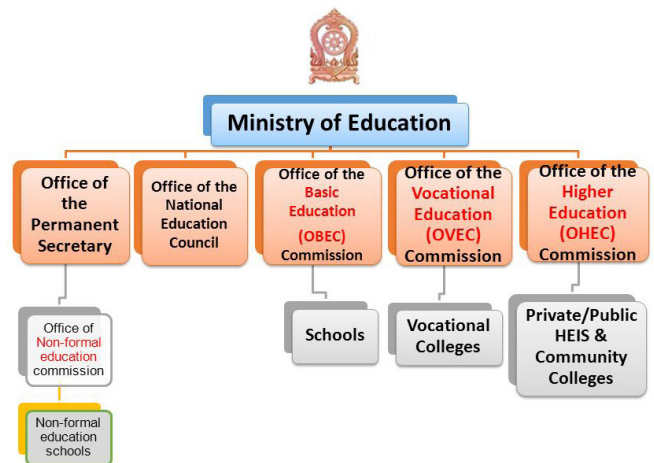 Ministry of Education
Office of
the
Permanent
Secretary
Office of the
National
Education
Council
Office of the
Basic
Education
(OBEC)
Commission
Office of the
Vocational
Education
(OVEC)
Commission
Office of the
Higher
Education
(OHEC)
Commission
Office of
Non-formal
education
commission
Schools
Vocational
Colleges
Private/Public
HEIS &
Community
Colleges
Non-formal
education
schools